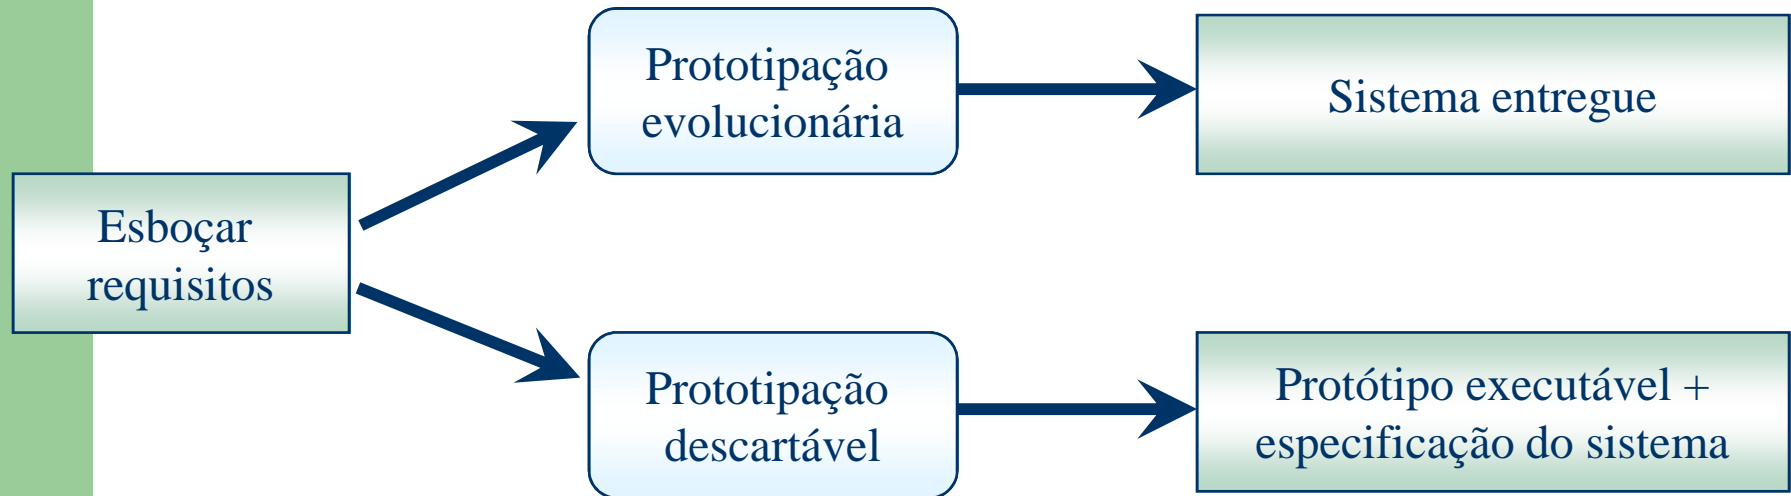 Esboçar
requisitos
Prototipação
evolucionária
Sistema entregue
Prototipação
descartável
Protótipo executável +
especificação do sistema